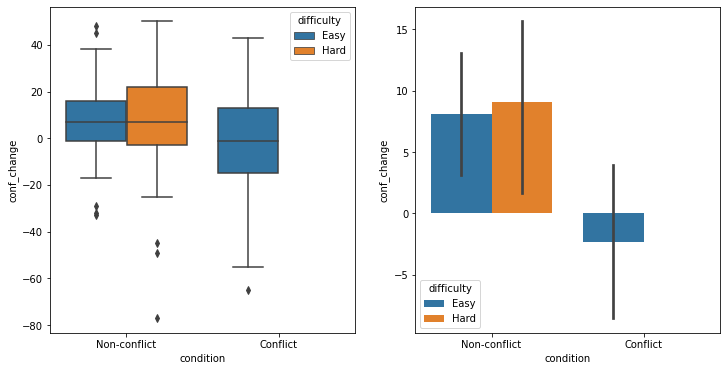 difficulty
Easy
Hard
40
20
0
−20
−40
−60
−80
conf_change
Non-conflict
Conflict
condition
15
10
5
0
−5
conf_change
difficulty
Easy
Hard
Non-conflict
Conflict
condition